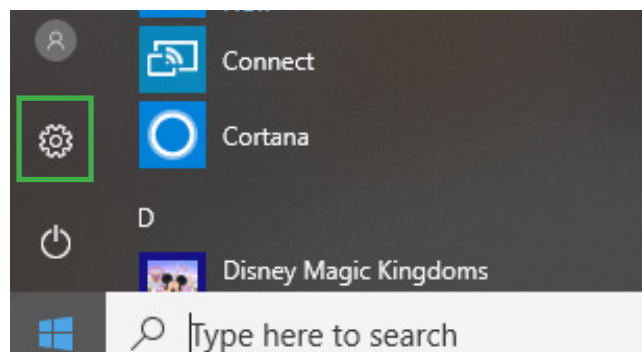 Connect
Cortana
D
Disney Magic Kingdoms
Type here to search